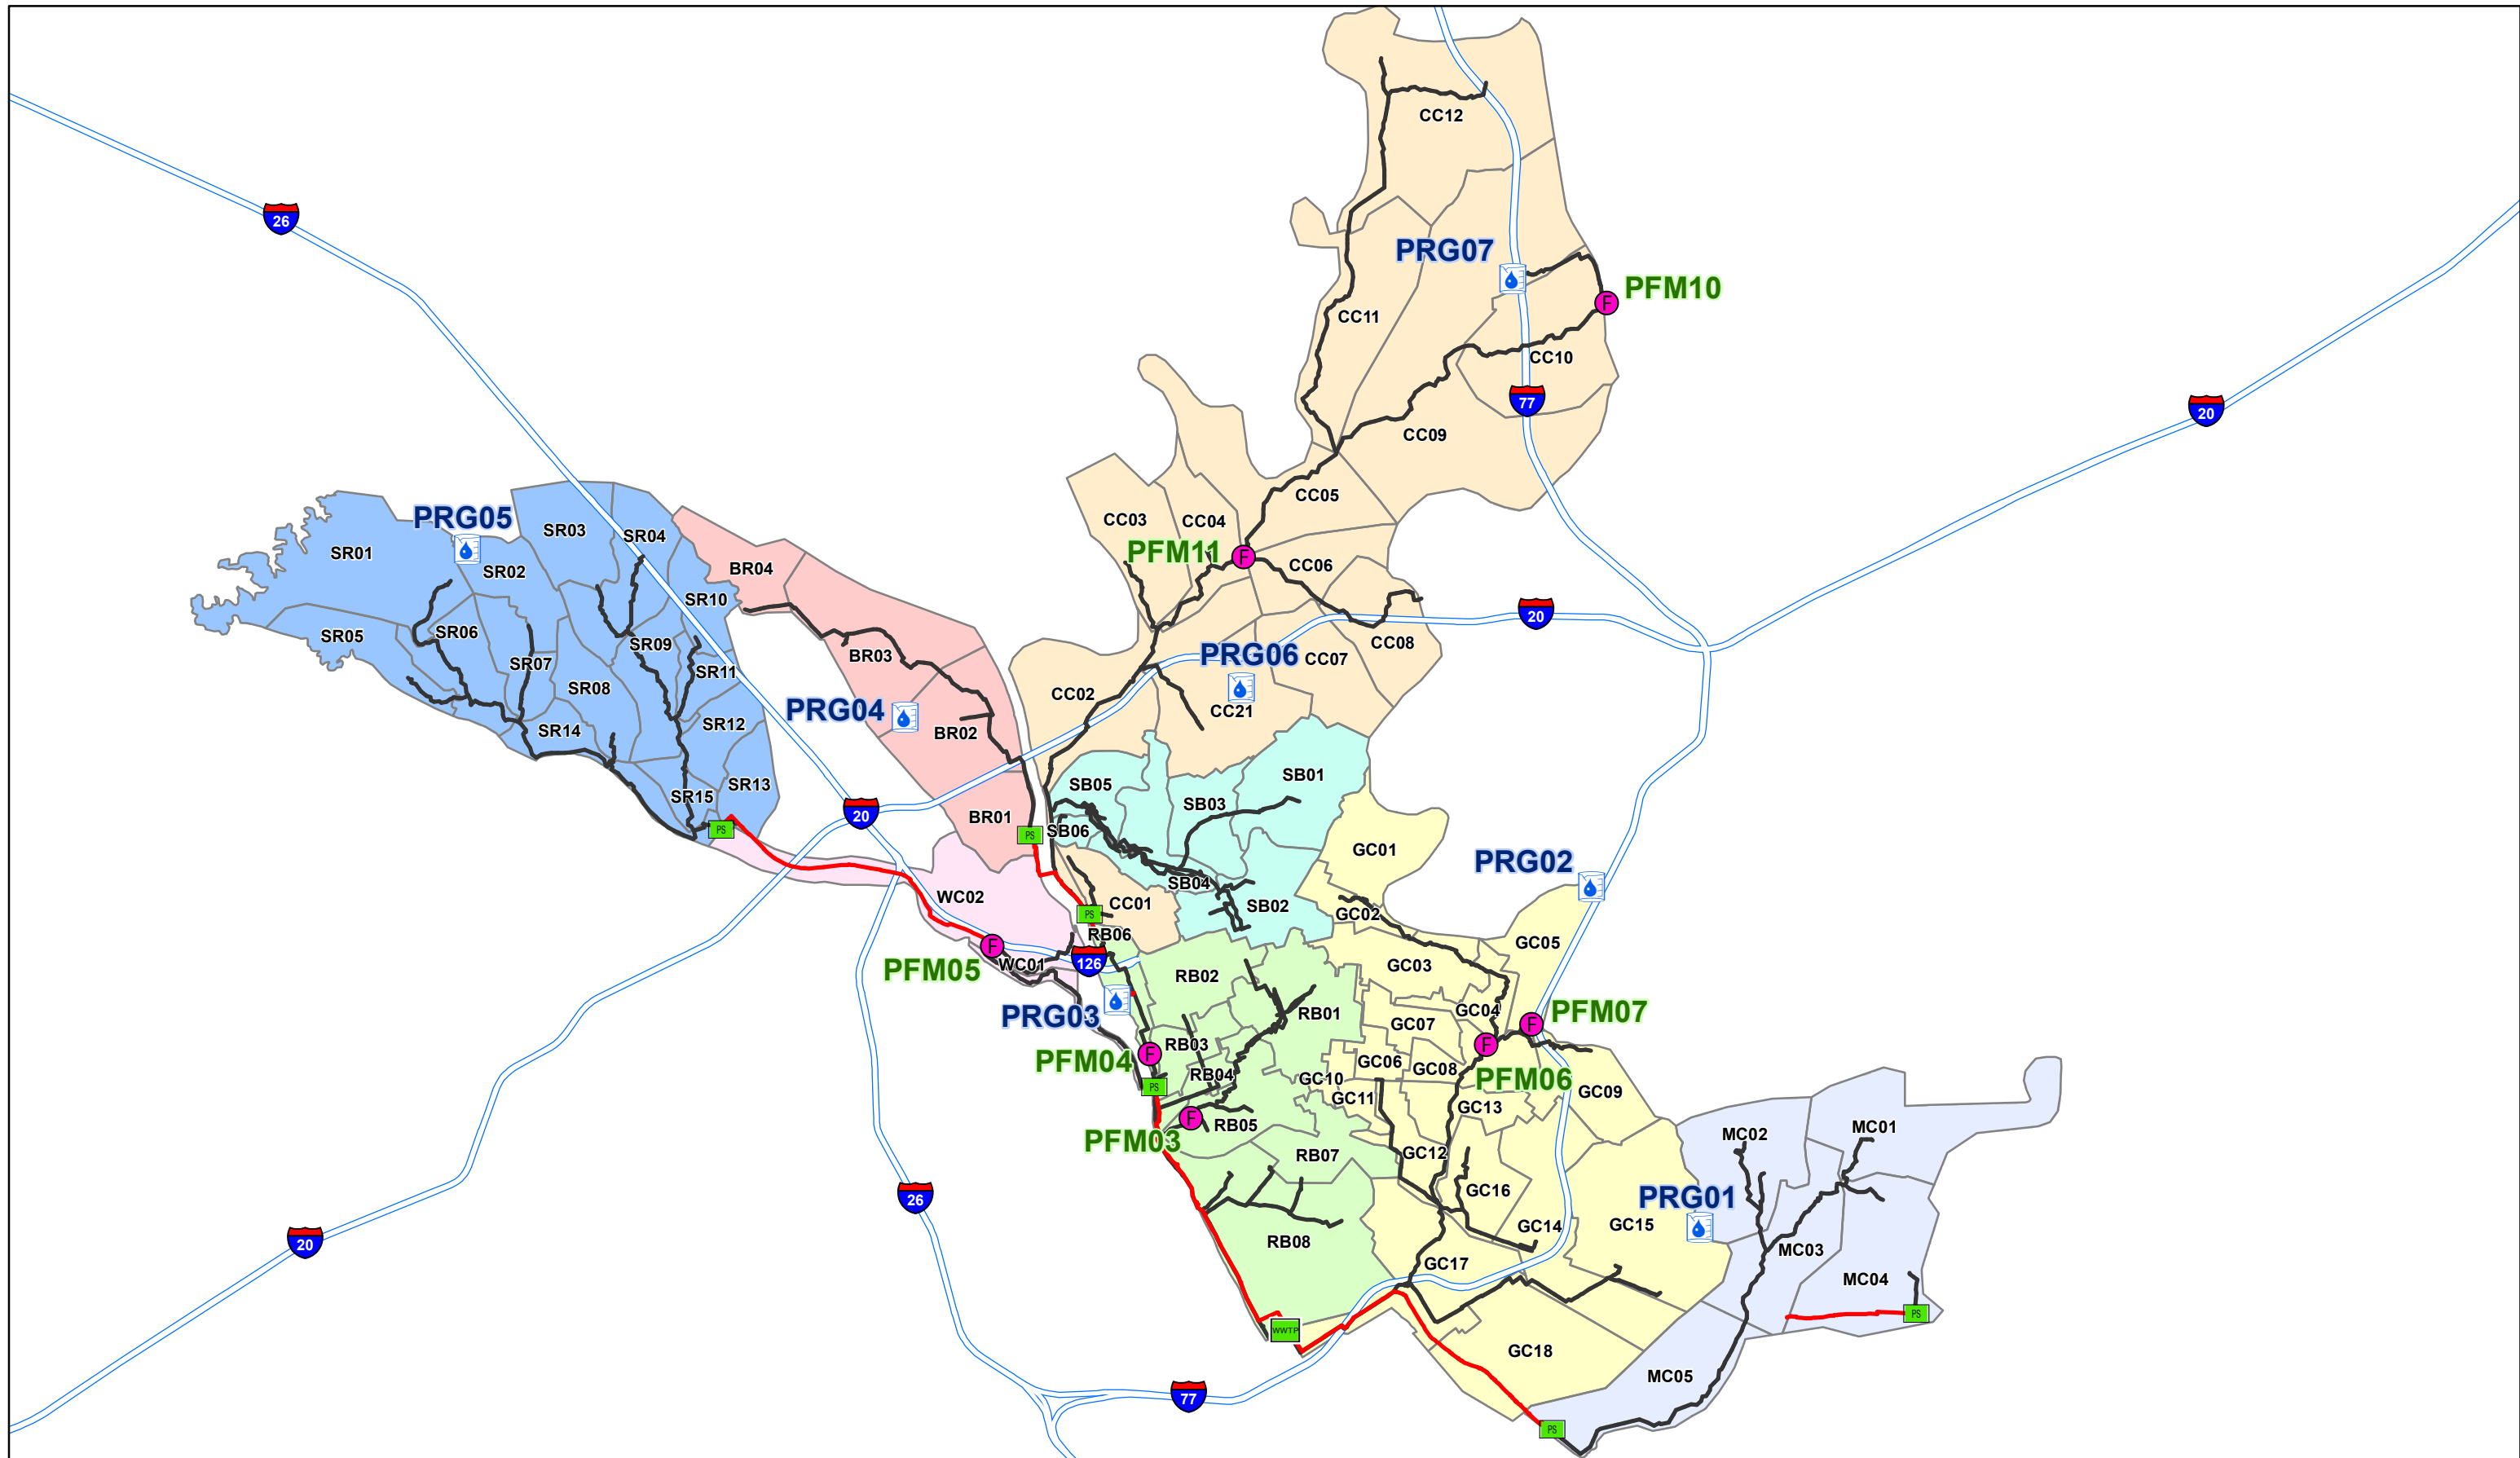 CC12
26
PRG07
PFM10
CC11
CC10
77
20
CC09
CC05
PRG05
CC03
CC04
SR03
SR04
SR01
PFM11
SR02
BR04
CC06
SR10
20
SR05
SR06
SR09
CC08
BR03
PRG06
CC07
SR07
SR11
SR08
CC02
PRG04
CC21
SR12
SR14
BR02
SB01
SR13
SB05
SR15
SB03
20
BR01
PS
PS
SB06
GC01
PRG02
SB04
WC02
CC01
SB02
PS
GC02
RB06
GC05
F
PFM05
WC01
126
GC03
RB02
PRG03
RB01
GC04
PFM07
GC07
F
F
RB03
F
PFM04
GC06
GC08
RB04
GC10
PFM06
PS
GC09
GC11
GC13
F
RB05
PFM03
MC02
MC01
RB07
GC12
GC16
PRG01
26
GC15
GC14
RB08
20
MC03
GC17
MC04
PS
WWTP
GC18
MC05
77
PS
F
F